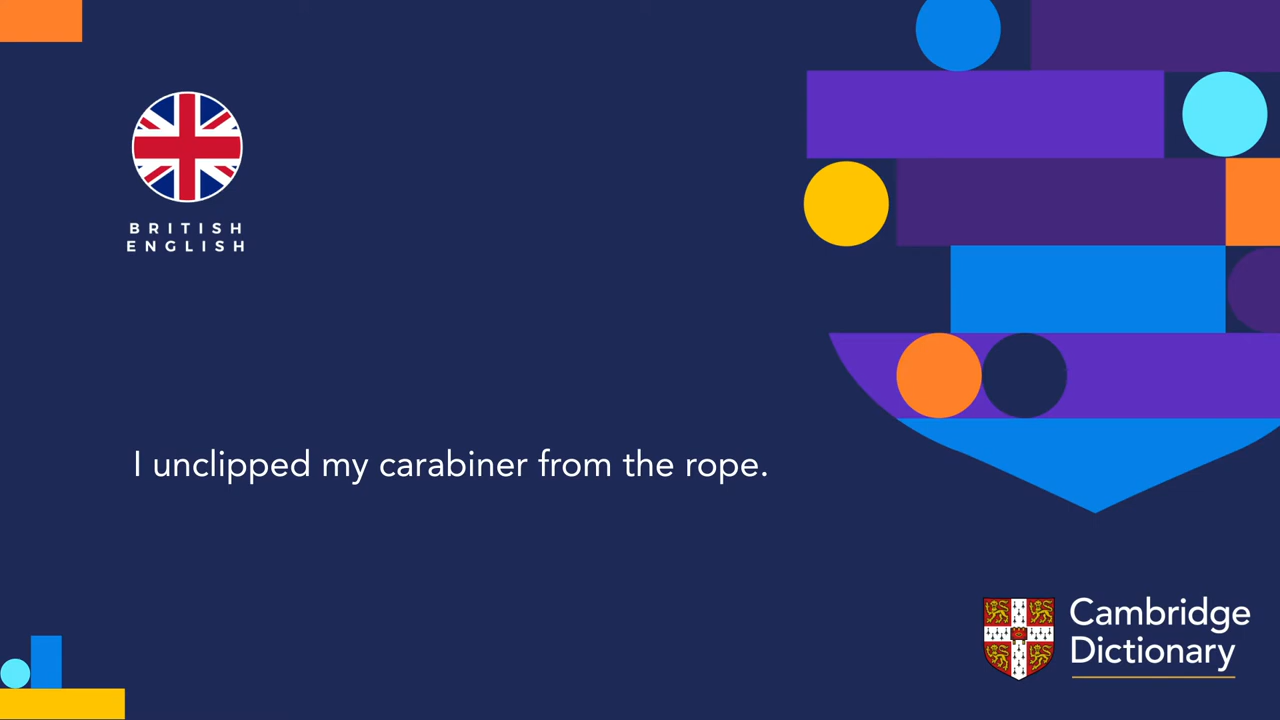 BRITISH
ENGLISH
I unclipped my carabiner from the rope.
Cambridge
Dictionary